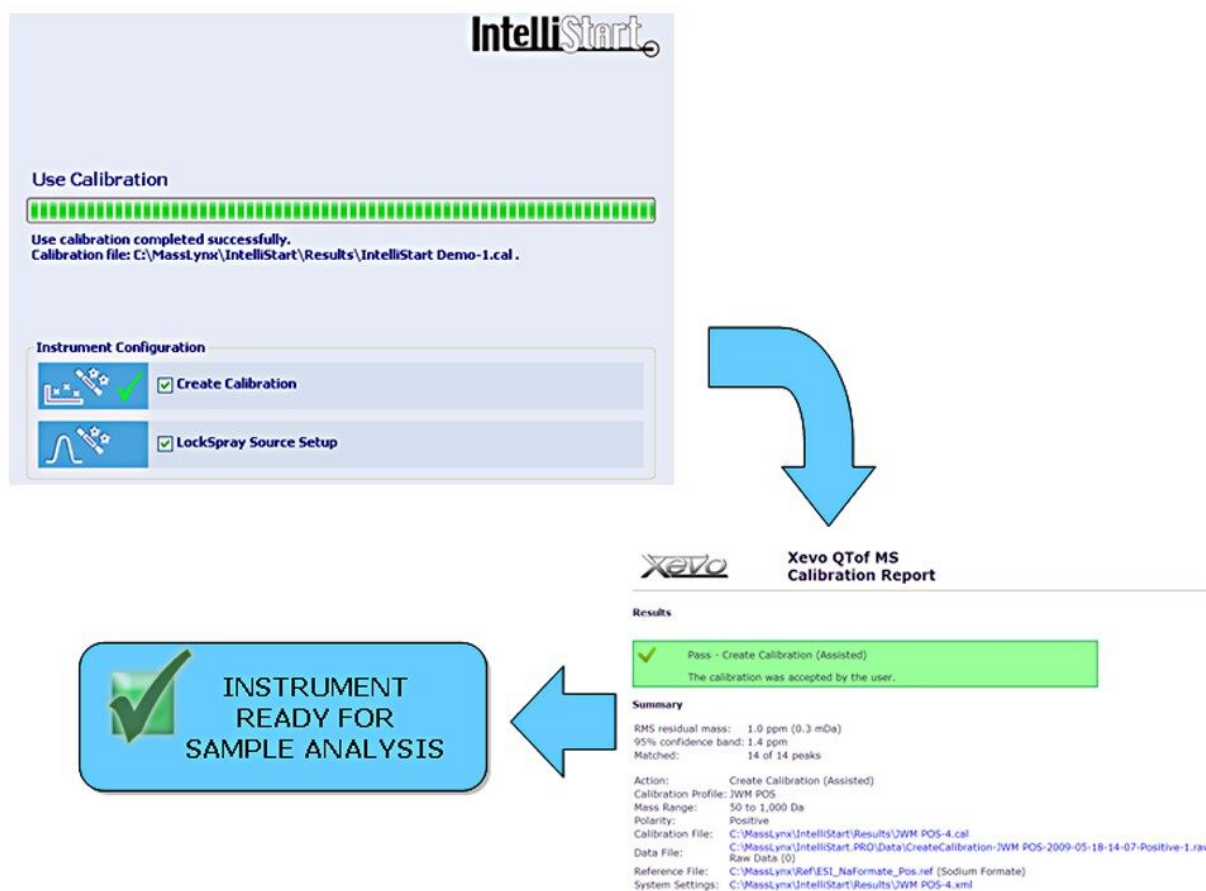 IntelliStart
Use Calibration
Use calibration completed successfully.
Calibration file: C:\MassLynx\IntelliStart\Results\IntelliStart Demo-1.cal .
Instrument Configuration
Create Calibration
LockSpray Source Setup
Xevo
Xevo QTof MS
Calibration Report
Results
Pass - Create Calibration (Assisted)
The calibration was accepted by the user.
Summary
RMS residual mass: 1.0 ppm (0.3 mDa)
95% confidence band: 1.4 ppm
Matched: 14 of 14 peaks
Action: Create Calibration (Assisted)
Calibration Profile: JWM POS
Mass Range: 50 to 1,000 Da
Polarity: Positive
Calibration File: C:\MassLynx\IntelliStart\Results\JWM POS-4.cal
Data File: C:\MassLynx\IntelliStart.PRO\Data\CreateCalibration-JWM POS-2009-05-18-14-07-Positive-1.raw
Raw Data (0)
Reference File: C:\MassLynx\Ref\ESI_NaFormate_Pos.ref (Sodium Formate)
System Settings: C:\MassLynx\IntelliStart\Results\JWM POS-4.xml
INSTRUMENT
READY FOR
SAMPLE ANALYSIS